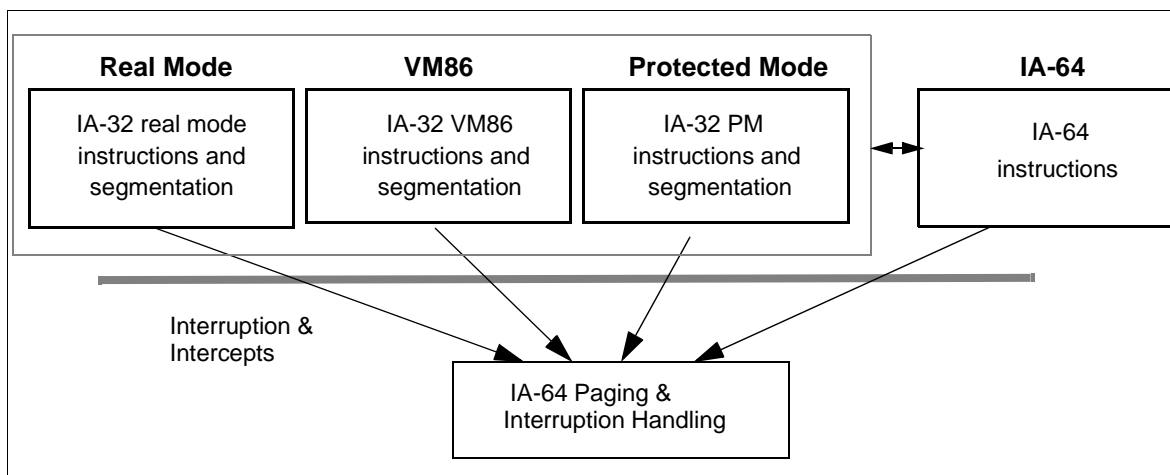 Real Mode
IA-32 real mode
instructions and
segmentation
VM86
IA-32 VM86
instructions and
segmentation
Protected Mode
IA-32 PM
instructions and
segmentation
IA-64
IA-64
instructions
Interruption &
Intercepts
IA-64 Paging &
Interruption Handling